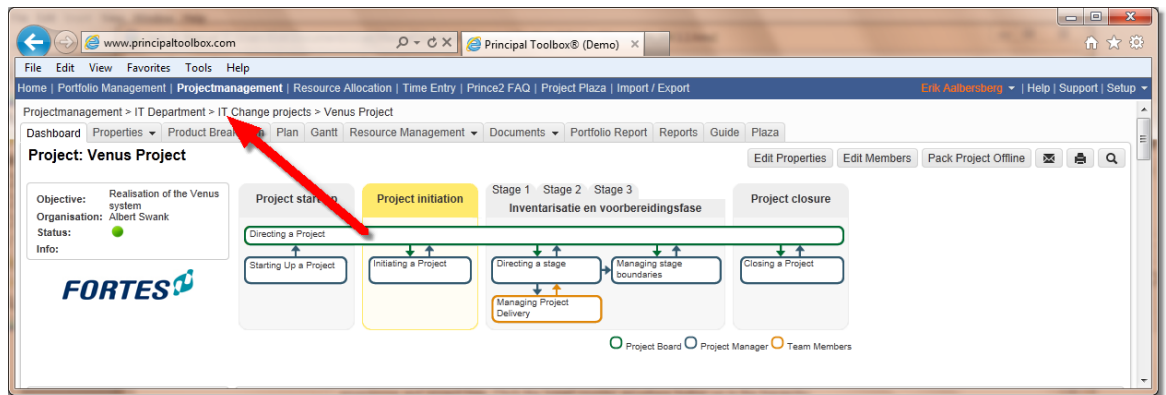 www.principaltoolbox.com
Principal Toolbox® (Demo)
File Edit View Favorites Tools Help
Home | Portfolio Management | Projectmanagement | Resource Allocation | Time Entry | Prince2 FAQ | Project Plaza | Import / Export Erik Aalbersberg | Help | Support | Setup
Projectmanagement > IT Department > IT Change projects > Venus Project
Dashboard Properties Product Plan Gantt Resource Management Documents Portfolio Report Reports Guide Plaza
Project: Venus Project Edit Properties Edit Members Pack Project Offline
Objective: Realisation of the Venus system
Organisation: Albert Swank
Status:
Info:
FORTES
Project Project initiation
Stage 1 Stage 2 Stage 3
Inventarisatie en voorbereidingsfase
Project closure
Directing a Project
Starting Up a Project
Initiating a Project
Directing a stage
Managing stage
boundaries
Closing a Project
Managing Project
Delivery
Project Board Project Manager Team Members